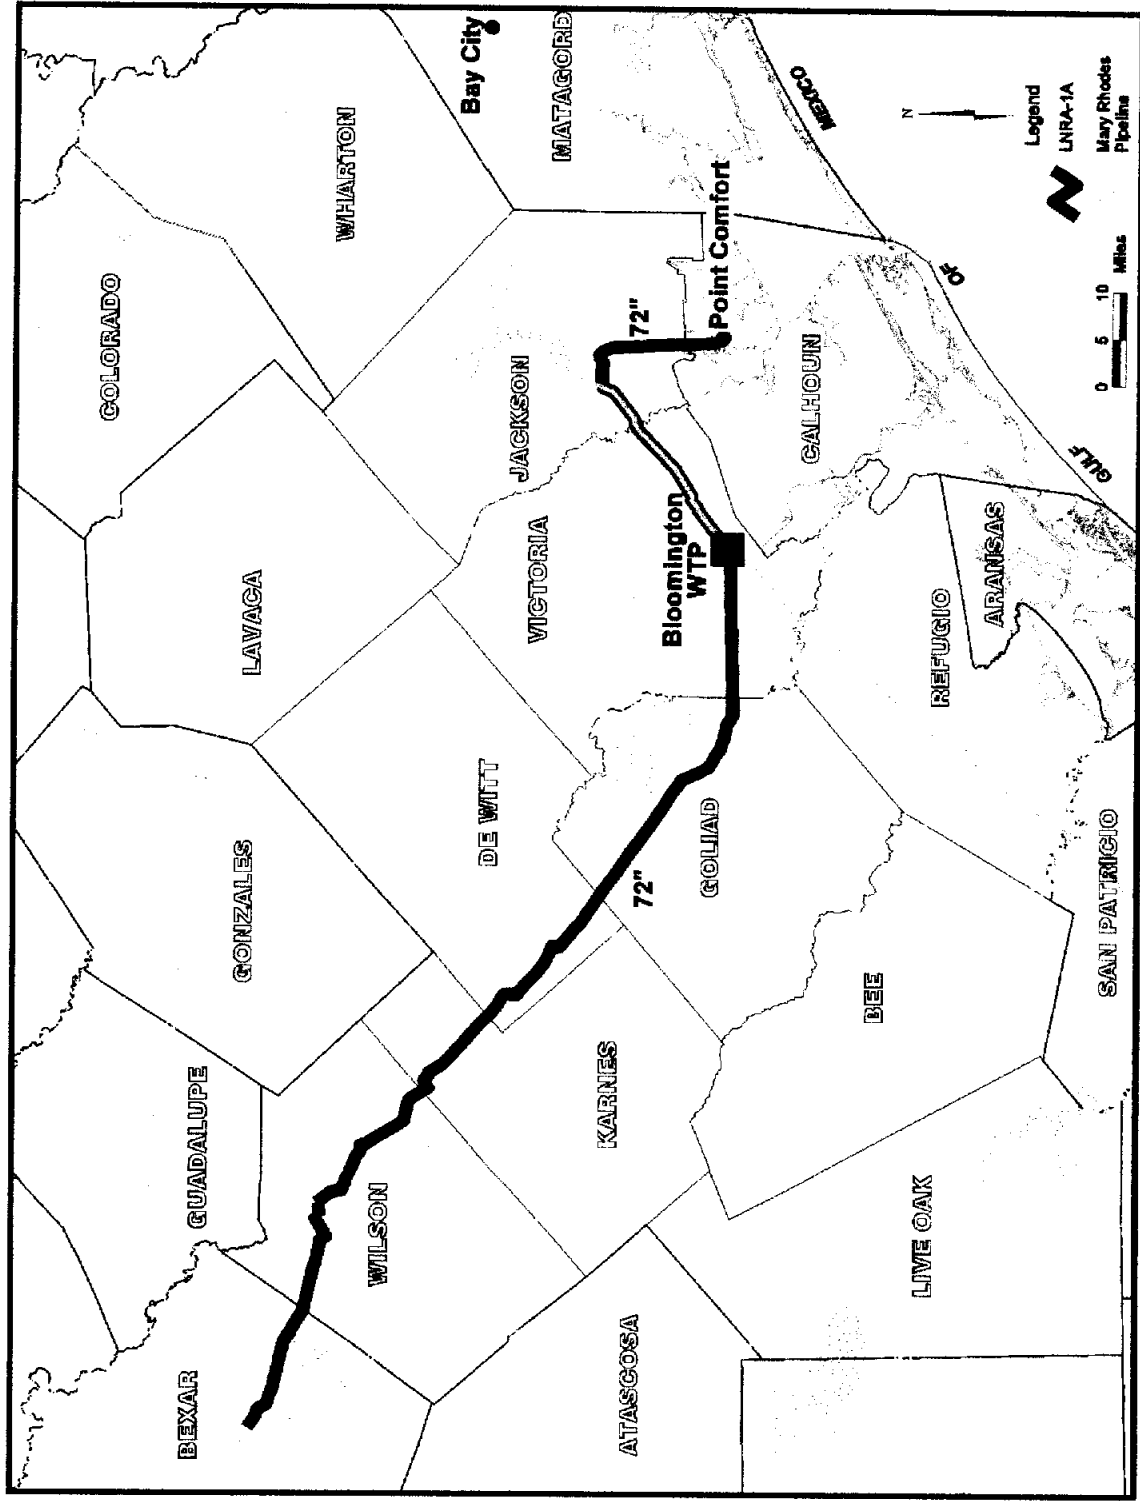 COLORADO
WHARTON
Bay City
MATAGORD
GUADALUPE
GONZALES
LAVACA
BEXAR
WILSON
DE WITT
VICTORIA
JACKSON
72"
Point Comfort
Bloomington
WTP
CALHOUN
ATASCOSA
KARNES
72"
GOLIAD
LIVE OAK
BEE
REFUGIO
ARANSAS
SAN PATRICIO
GULF
OF
MEXICO
N
Legend
LNRA-1A
Mary Rhodes
Pipeline
0 5 10 Miles